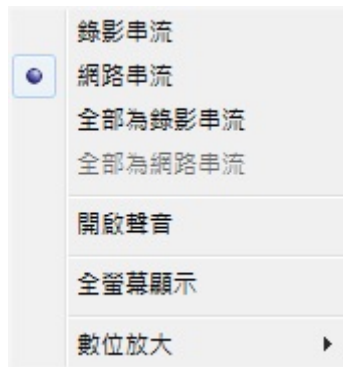 錄影串流
網路串流
全部為錄影串流
全部為網路串流
開啟聲音
全螢幕顯示
數位放大